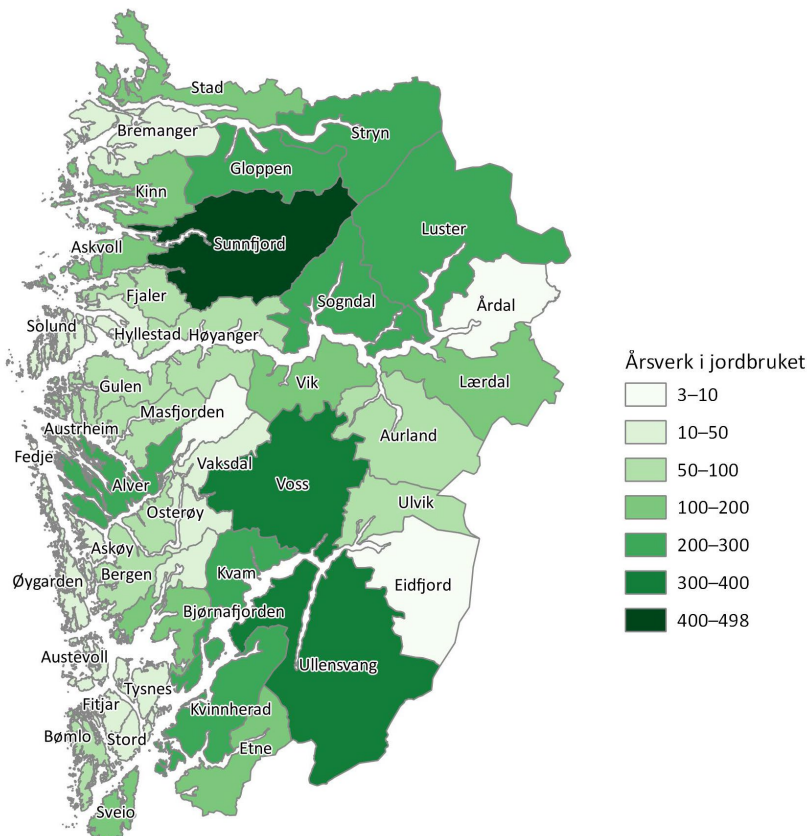 Stad
Bremanger
Stryn
Gloppen
Kinn
Luster
Sunnfjord
Askvoll
Fjaler
Sogndal
Årdal
Solund
Hyllestad
Høyanger
Årsverk i jordbruket
Gulen
Vik
Lærdal
3–10
Masfjorden
Austrheim
Aurland
10–50
Fedje
Vaksdal
50–100
Alver
Voss
Ulvik
Osterøy
100–200
Askøy
200–300
Øygarden
Bergen
Kvam
Eidfjord
300–400
Bjørnafjorden
400–498
Austevoll
Ullensvang
Tysnes
Fitjar
Kvinnherad
Bømlo
Stord
Etne
Sveio